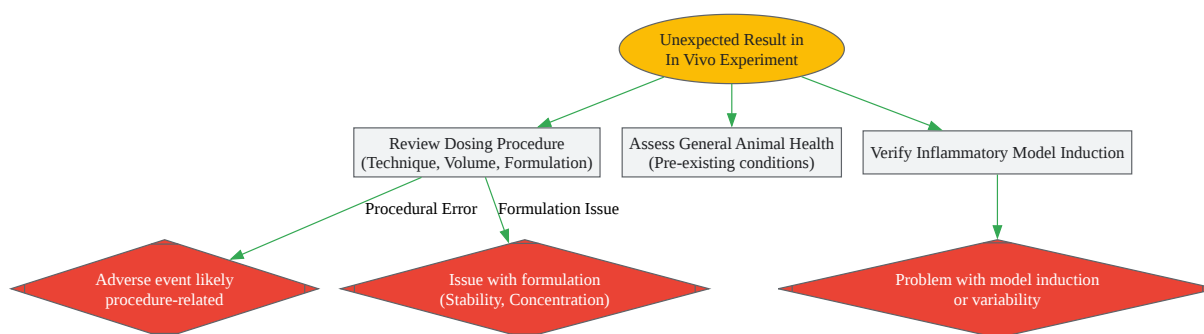 Unexpected Result in
In Vivo Experiment
Review Dosing Procedure
(Technique, Volume, Formulation)
Assess General Animal Health
(Pre-existing conditions)
Verify Inflammatory Model Induction
Procedural Error
Formulation Issue
Adverse event likely
procedure-related
Issue with formulation
(Stability, Concentration)
Problem with model induction
or variability